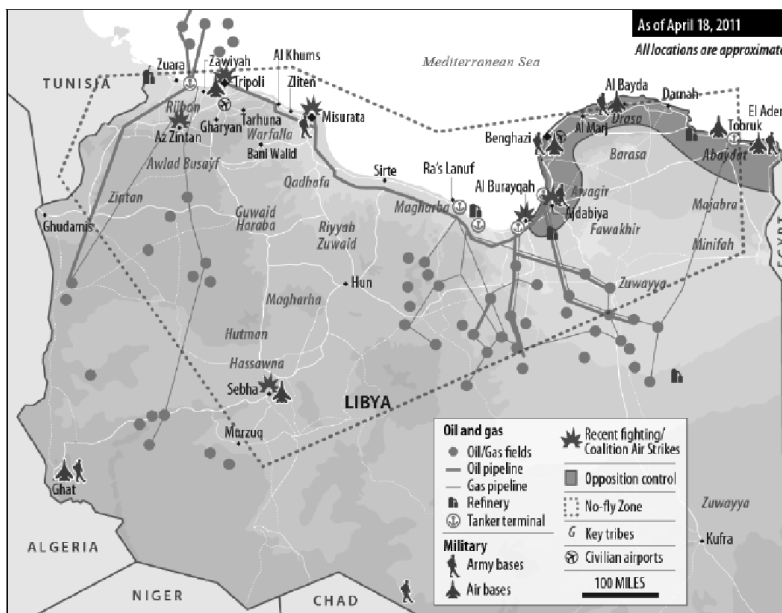 As of April 18, 2011
All locations are approximate
Mediterranean Sea
TUNISIA
Zuara
Zawiyah
Tripoli
Al Khums
Zliten
Misurata
Az Zintan
Gharyan
Tarhuna
Warfalla
Bani Walid
Awlad Busayf
Zintan
Qadhafa
Sirte
Ra's Lanuf
Magharba
Al Burayqah
Benghazi
Al Marj
Al Bayda
Darnah
Drasa
Barasa
El Adem
Tobruk
Abaydat
Awagir
Ajdabiya
Fawakhir
Majabra
Minifah
Ghudamis
Guwaid
Haraba
Riyyab
Zuwaid
Zuwayya
Magharha
Hun
Hutman
Hassawna
Sebha
LIBYA
Murzuq
Ghat
Zuwayya
Kufra
ALGERIA
NIGER
CHAD
Oil and gas
Oil/Gas fields
Oil pipeline
Gas pipeline
Refinery
Tanker terminal
Military
Army bases
Air bases
Recent fighting/
Coalition Air Strikes
Opposition control
No-fly Zone
G Key tribes
Civilian airports
100 MILES